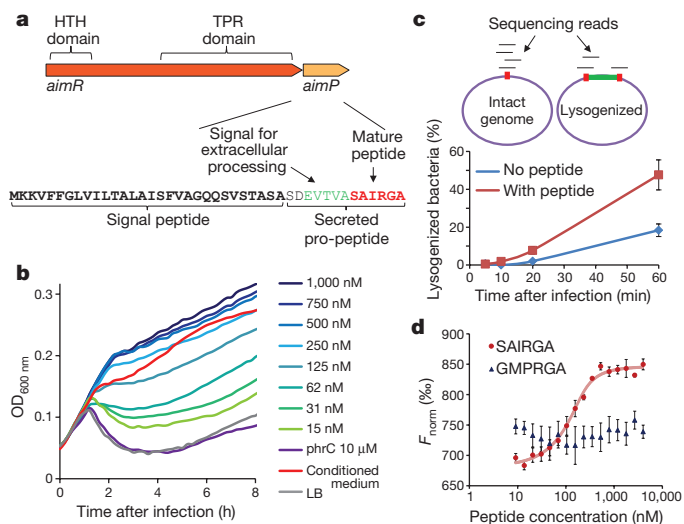 a
HTH domain
TPR domain
aimR
aimP
Signal for extracellular processing
Mature peptide
MKKVFFGLVILTALAISFVAGQQSVSTASASDEVTVASAIRGA
Signal peptide
Secreted pro-peptide
b
OD600 nm
0.3
0.2
0.1
0
0 2 4 6 8
Time after infection (h)
1,000 nM
750 nM
500 nM
250 nM
125 nM
62 nM
31 nM
15 nM
phrC 10 μM
Conditioned medium
LB
c
Sequencing reads
Intact genome
Lysogenized
Lysogenized bacteria (%)
60
50
40
20
0
No peptide
With peptide
0 10 20 30 40 50 60
Time after infection (min)
d
SAIRGA
GMPRGA
Fnorm (‰)
900
850
800
750
700
650
1 10 100 1,000 10,000
Peptide concentration (nM)